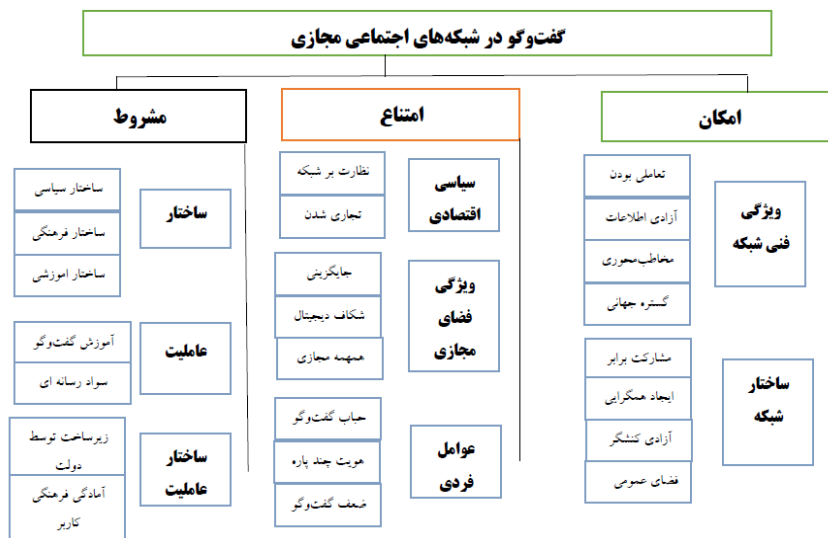 گفت‌وگو در شبکه‌های اجتماعی مجازی
امکان
ویژگی
فنی شبکه
تعاملی بودن
آزادی اطلاعات
مخاطب‌محوری
گستره جهانی
ساختار
شبکه
مشارکت برابر
ایجاد همگرایی
آزادی کنشگر
فضای عمومی
امتناع
سیاسی
اقتصادی
نظارت بر شبکه
تجاری شدن
ویژگی
فضای
مجازی
جایگزینی
شکاف دیجیتال
همهمه مجازی
عوامل
فردی
حباب گفت‌وگو
هویت چند پاره
ضعف گفت‌وگو
مشروط
ساختار
ساختار سیاسی
ساختار فرهنگی
ساختار اموزشی
عاملیت
آموزش گفت‌وگو
سواد رسانه ای
ساختار
عاملیت
زیرساخت توسط
دولت
آمادگی فرهنگی
کاربر